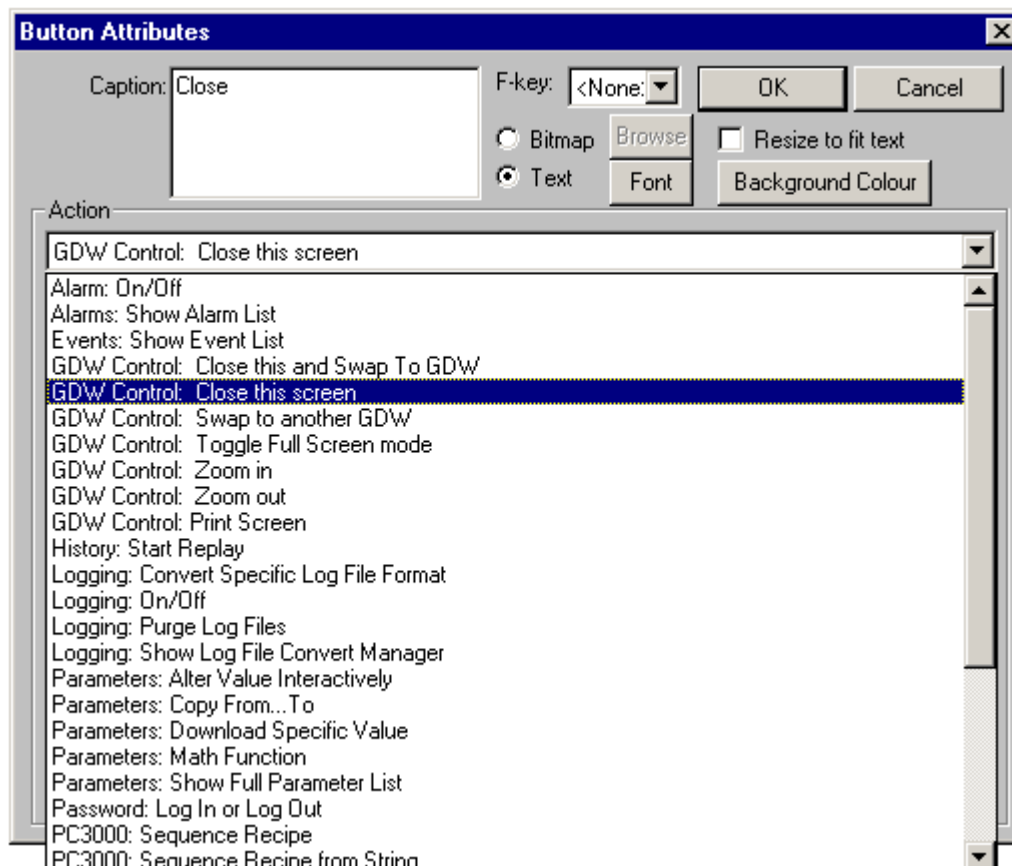 Button Attributes
Caption: Close
F-key: <None:
OK
Cancel
Bitmap
Browse
Resize to fit text
Text
Font
Background Colour
Action
GDW Control:  Close this screen
Alarm: On/Off
Alarms: Show Alarm List
Events: Show Event List
GDW Control:  Close this and Swap To GDW
GDW Control:  Close this screen
GDW Control:  Swap to another GDW
GDW Control:  Toggle Full Screen mode
GDW Control:  Zoom in
GDW Control:  Zoom out
GDW Control: Print Screen
History: Start Replay
Logging: Convert Specific Log File Format
Logging: On/Off
Logging: Purge Log Files
Logging: Show Log File Convert Manager
Parameters: Alter Value Interactively
Parameters: Copy From...To
Parameters: Download Specific Value
Parameters: Math Function
Parameters: Show Full Parameter List
Password: Log In or Log Out
PC3000: Sequence Recipe
PC3000: Sequence Recipe from String